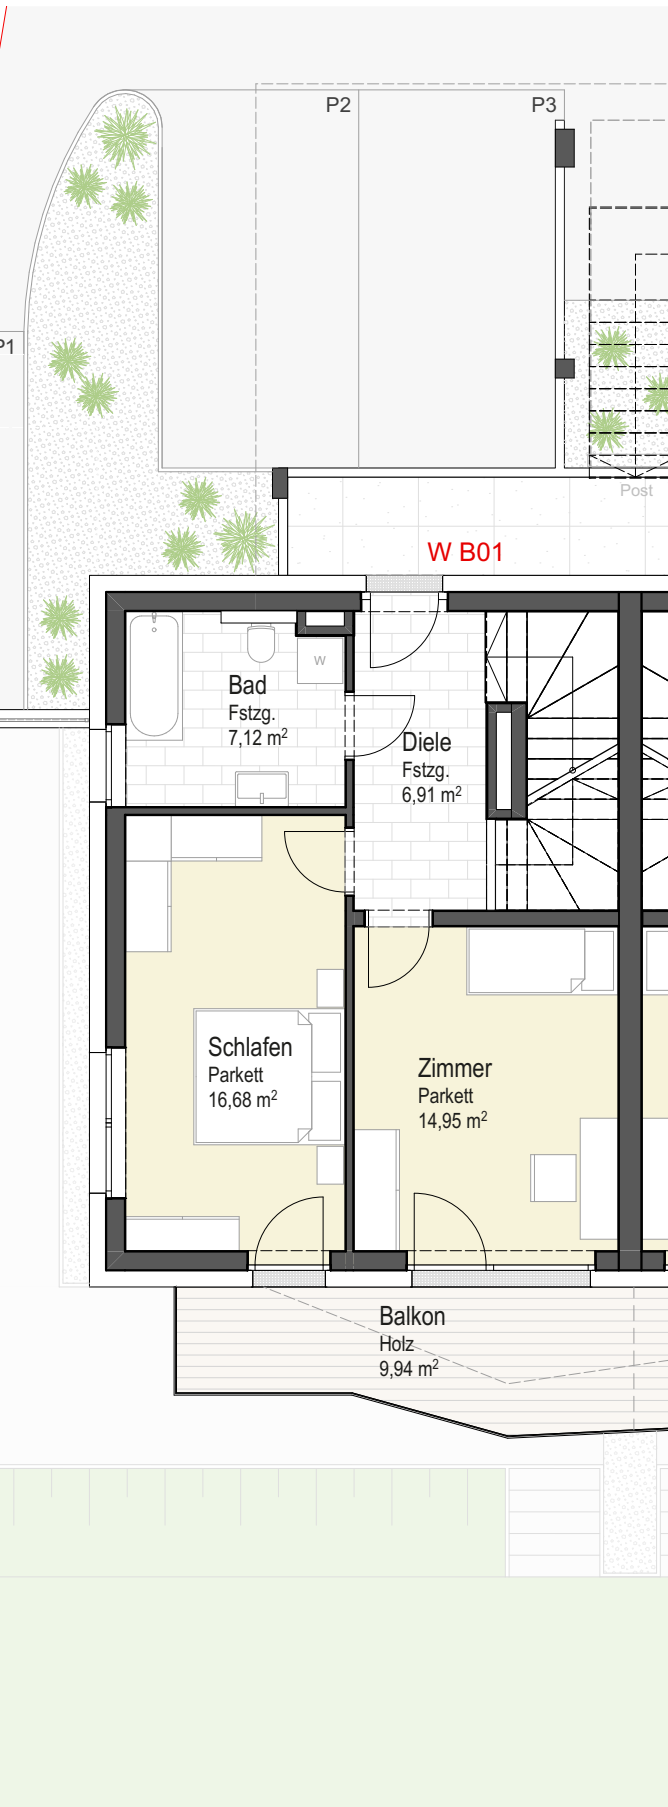 P2
P3
P1
Post
W B01
W
Bad
Fstzg.
7,12 m²
Diele
Fstzg.
6,91 m²
Schlafen
Parkett
16,68 m²
Zimmer
Parkett
14,95 m²
Balkon
Holz
9,94 m²